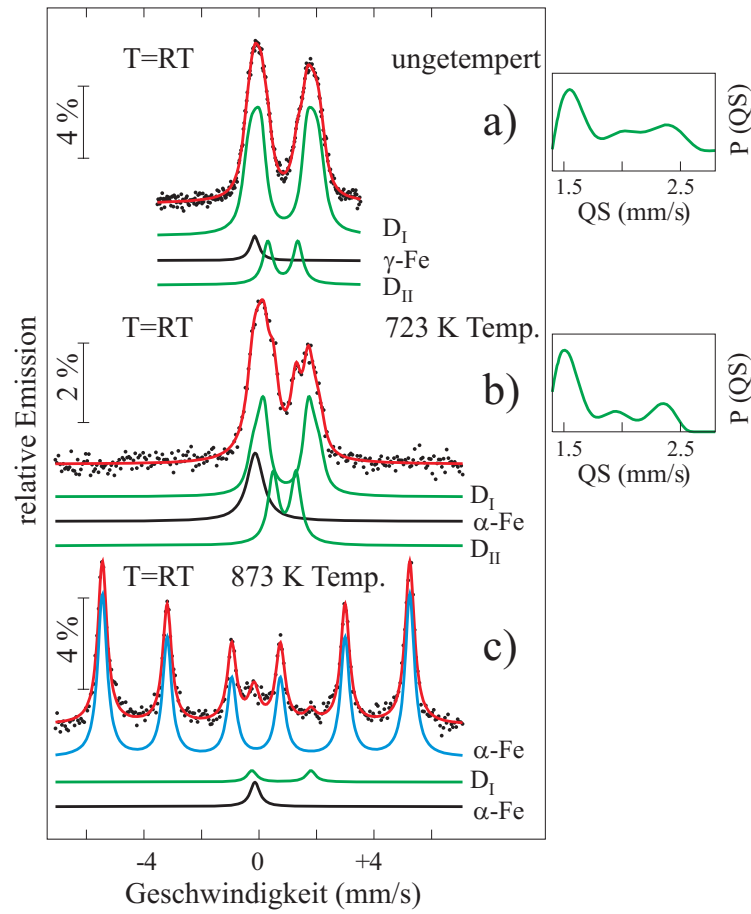 T=RT ungetempert
4 %
a)
P (QS)
1.5 2.5
QS (mm/s)
D_I
γ-Fe
D_II
T=RT 723 K Temp.
2 %
b)
P (QS)
1.5 2.5
QS (mm/s)
D_I
α-Fe
D_II
relative Emission
T=RT 873 K Temp.
4 %
c)
α-Fe
D_I
α-Fe
-4 0 +4
Geschwindigkeit (mm/s)